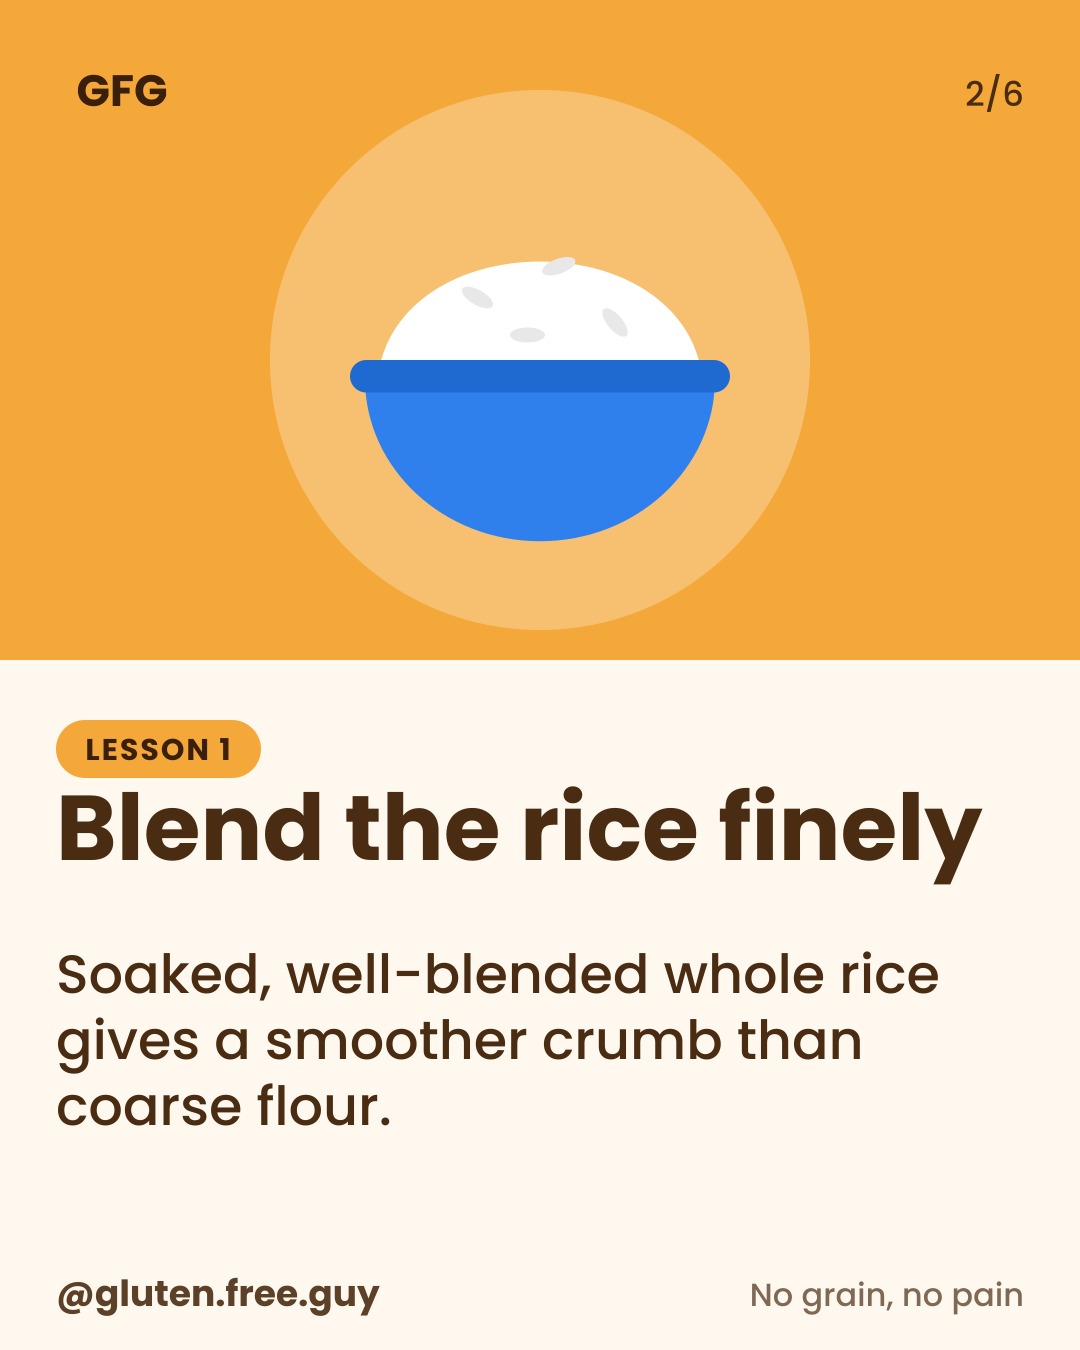 GFG
2/6
LESSON 1
Blend the rice finely
Soaked, well-blended whole rice
gives a smoother crumb than
coarse flour.
@gluten.free.guy
No grain, no pain